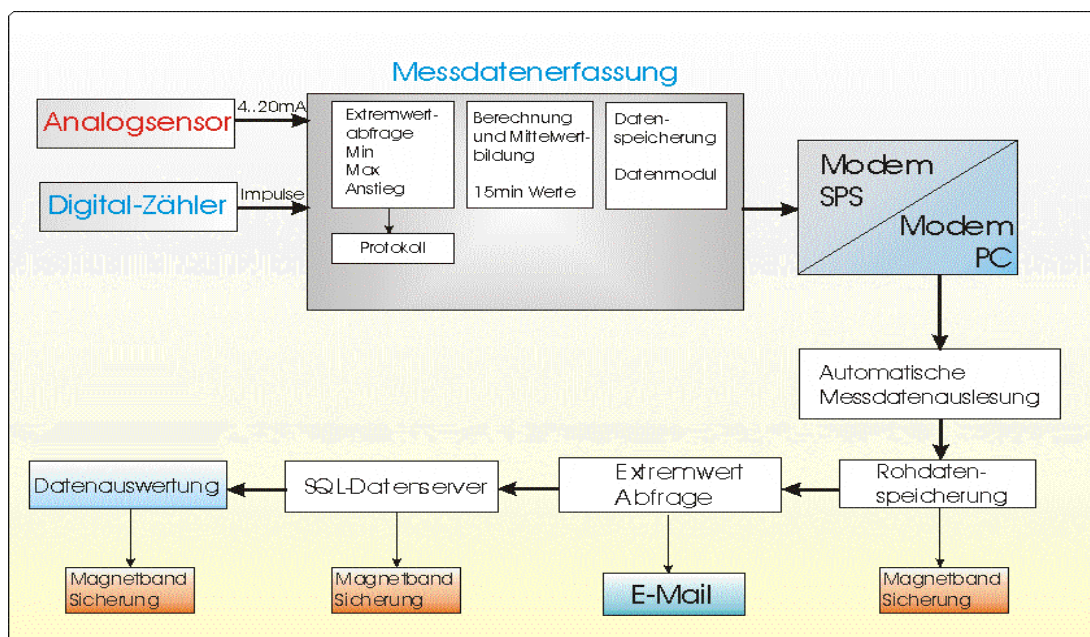 Messdatenerfassung
Analogsensor
4..20mA
Digital-Zähler
Impulse
Extremwert-
abfrage
Min
Max
Anstieg
Protokoll
Berechnung
und Mittelwert-
bildung
15min Werte
Daten-
speicherung
Datenmodul
Modem
SPS
Modem
PC
Automatische
Messdatenauslesung
Rohdaten-
speicherung
Extremwert
Abfrage
SQL-Datenserver
Datenauswertung
Magnetband
Sicherung
Magnetband
Sicherung
E-Mail
Magnetband
Sicherung